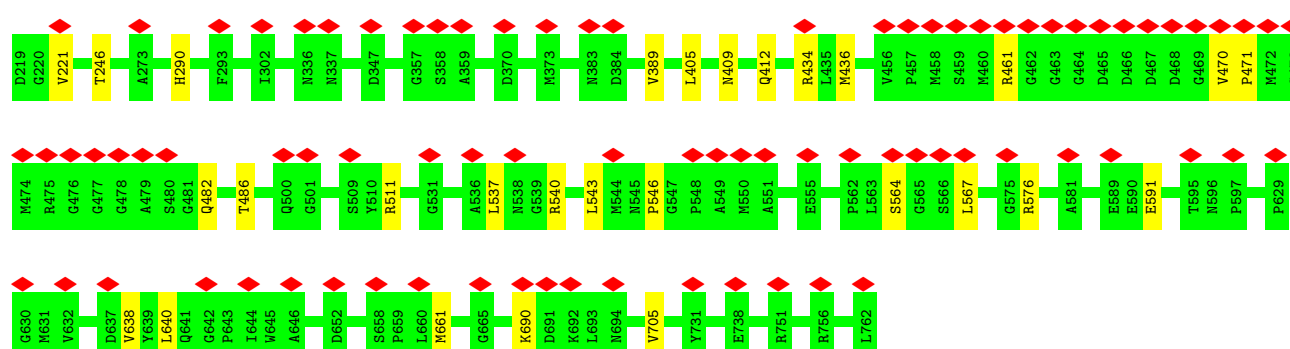 D219 G220 V221 T246 A273 H290 F293 I302 N336 N337 D347 G357 S358 A359 D370 M373 N383 D384 V389 L405 N409 Q412 R434 L435 M436 V456 P457 M458 S459 M460 R461 G462 G463 G464 D465 D466 D467 D468 G469 V470 P471 M472
M474 R475 G476 G477 G478 A479 S480 G481 Q482 T486 Q500 G501 S509 Y510 R511 G531 A536 L537 N538 G539 R540 L543 M544 N545 P546 G547 P548 A549 M550 A551 E555 P562 L563 S564 G565 S566 L567 G575 R576 A581 E589 E590 E591 T595 N596 P597 P629
G630 M631 V632 D637 V638 Y639 L640 Q641 G642 P643 I644 W645 A646 D652 S658 P659 L660 M661 G665 K690 D691 K692 L693 N694 V705 Y731 E738 R751 R756 L762